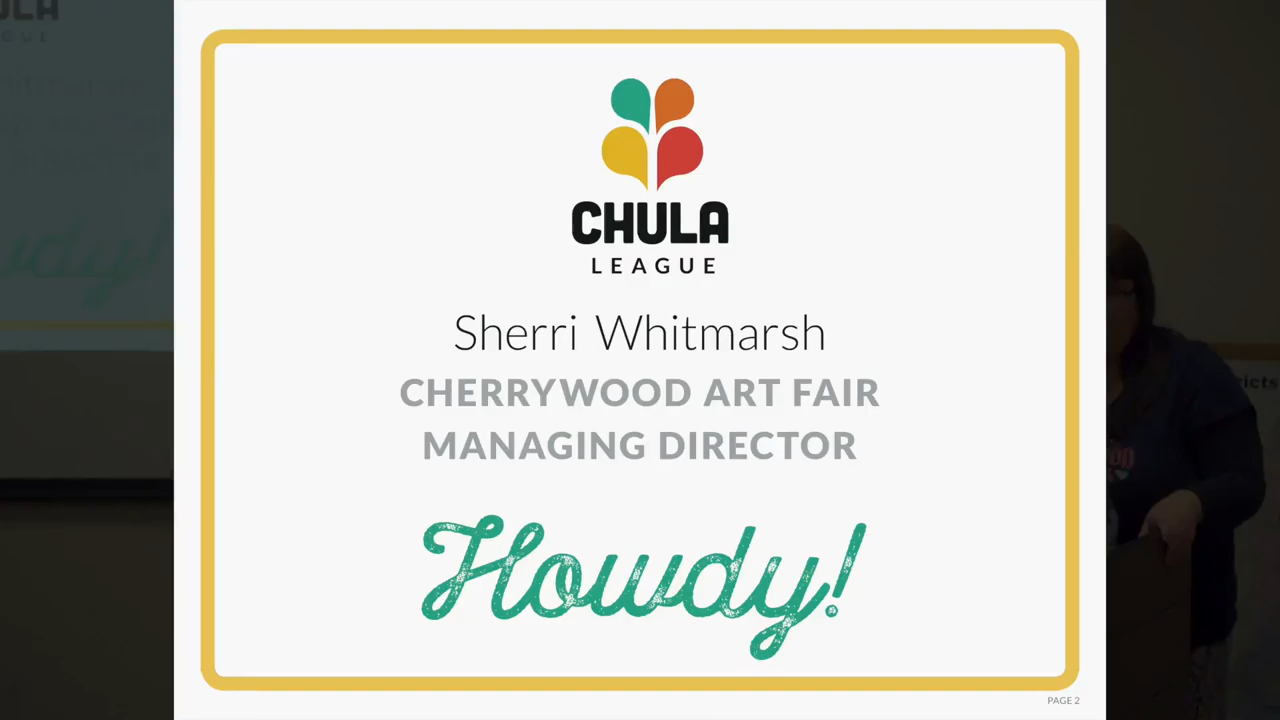 CHULA
LEAGUE
Sherri Whitmarsh
CHERRYWOOD ART FAIR
MANAGING DIRECTOR
Howdy!
PAGE 2